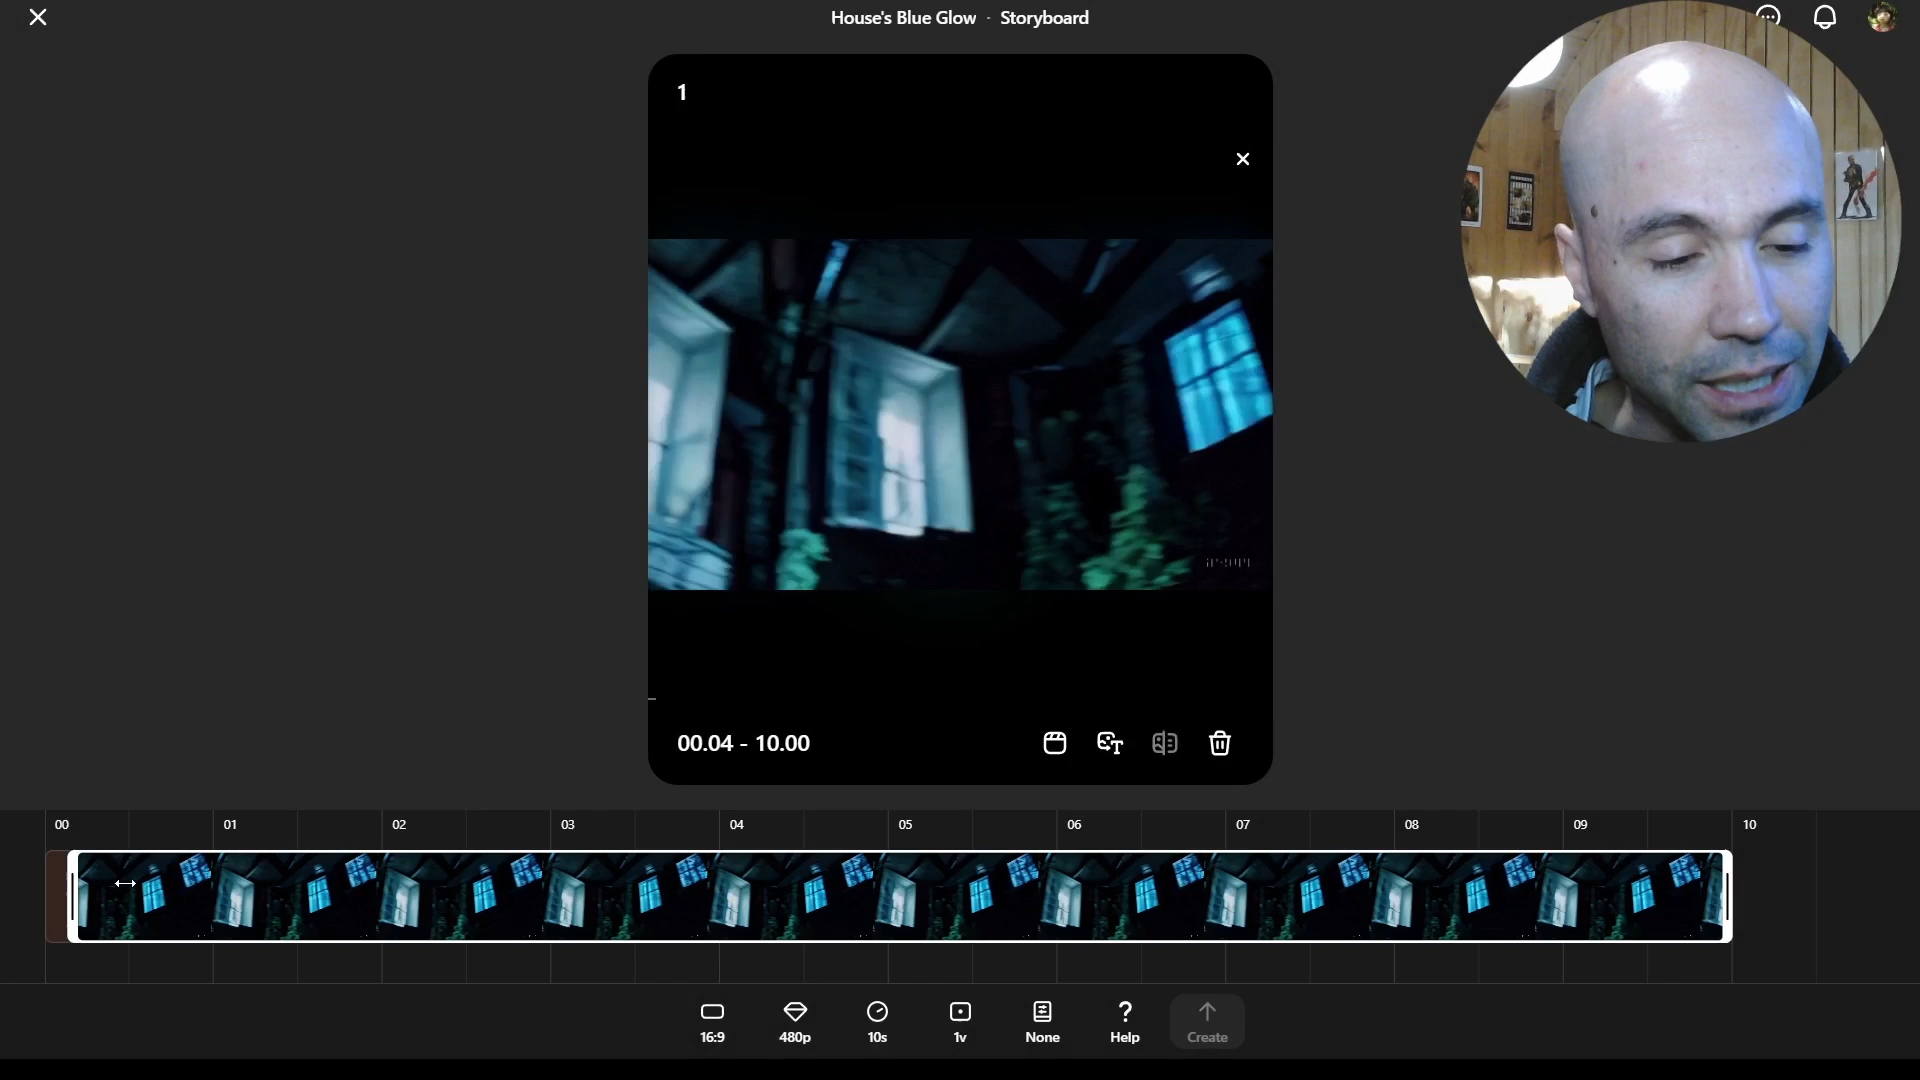 House's Blue Glow - Storyboard
1
00.04 - 10.00
00 01 02 03 04 05 06 07 08 09 10
16:9 480p 10s 1v None Help Create